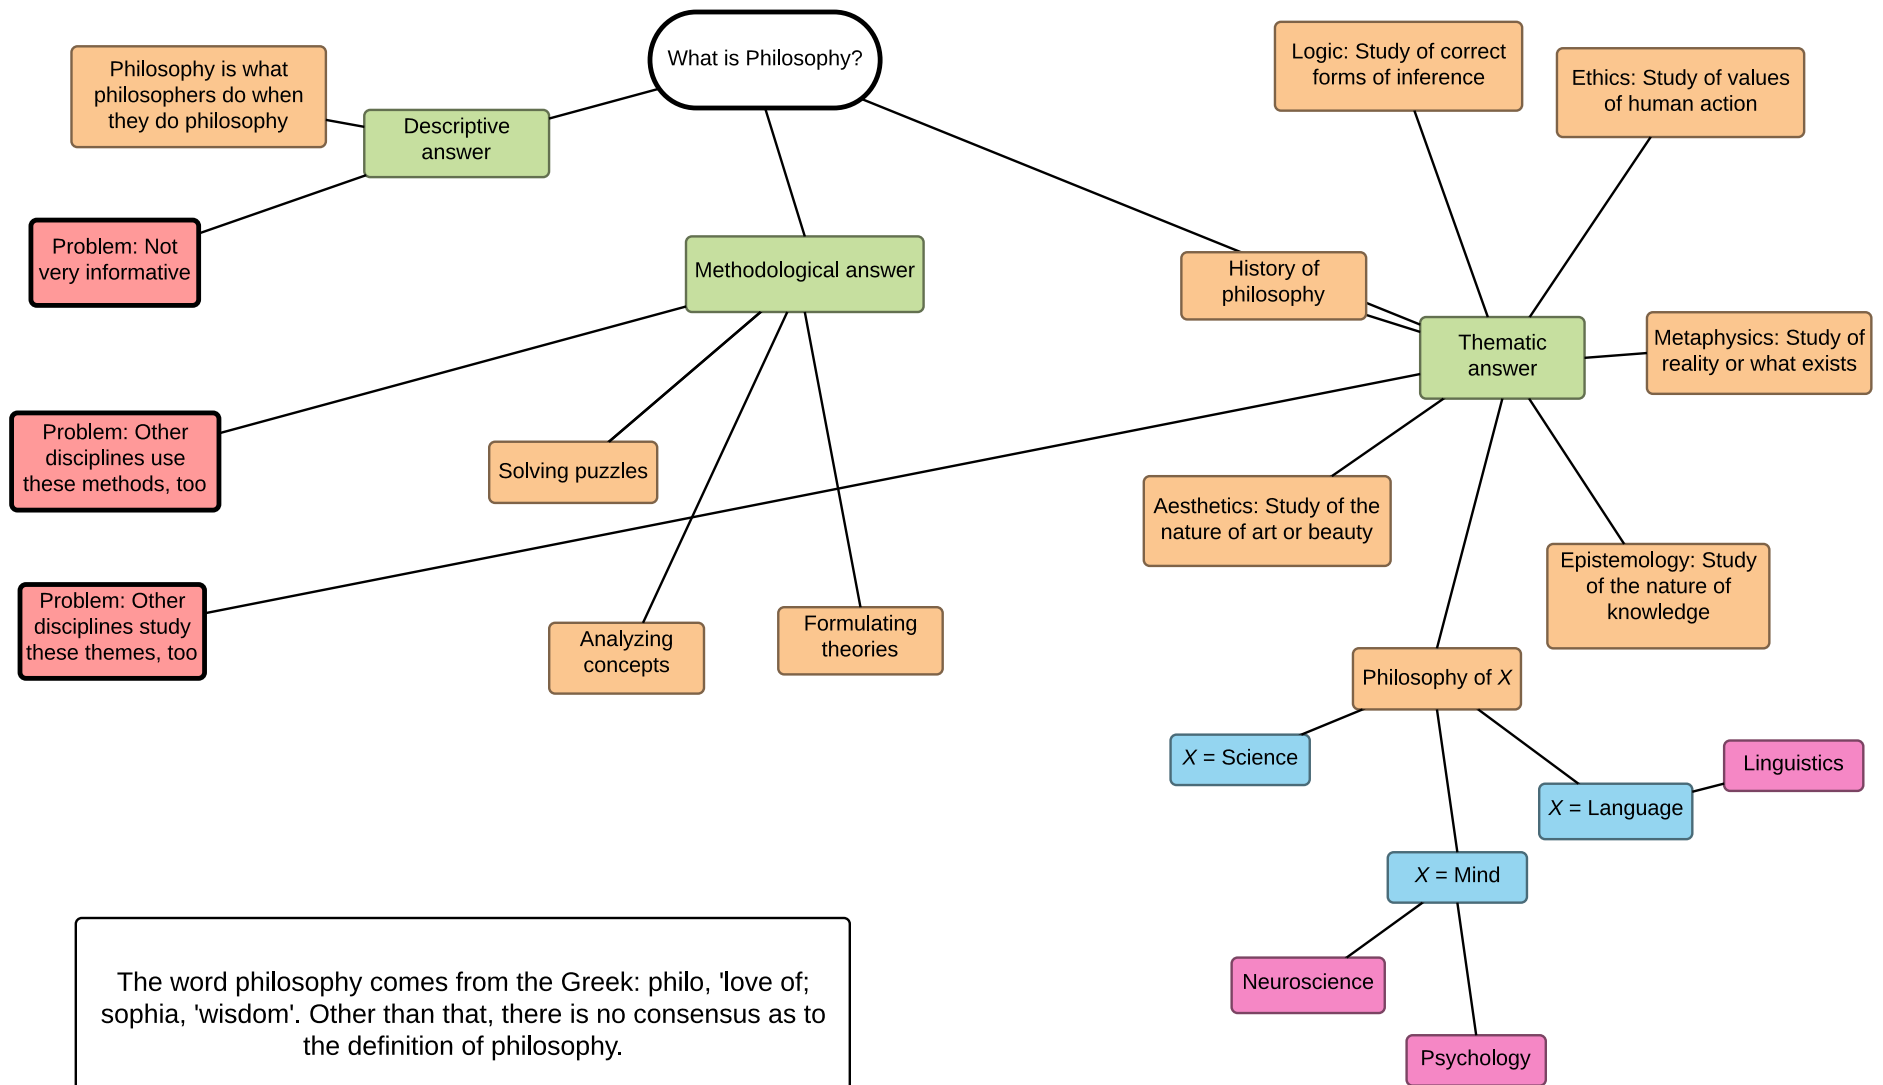 What is Philosophy?
Philosophy is what
philosophers do when
they do philosophy
Descriptive
answer
Problem: Not
very informative
Methodological answer
Problem: Other
disciplines use
these methods, too
Solving puzzles
Analyzing
concepts
Formulating
theories
Problem: Other
disciplines study
these themes, too
Logic: Study of correct
forms of inference
Ethics: Study of values
of human action
History of
philosophy
Thematic
answer
Metaphysics: Study of
reality or what exists
Aesthetics: Study of the
nature of art or beauty
Epistemology: Study
of the nature of
knowledge
Philosophy of X
X = Science
X = Language
Linguistics
X = Mind
Neuroscience
Psychology
The word philosophy comes from the Greek: philo, 'love of;
sophia, 'wisdom'. Other than that, there is no consensus as to
the definition of philosophy.